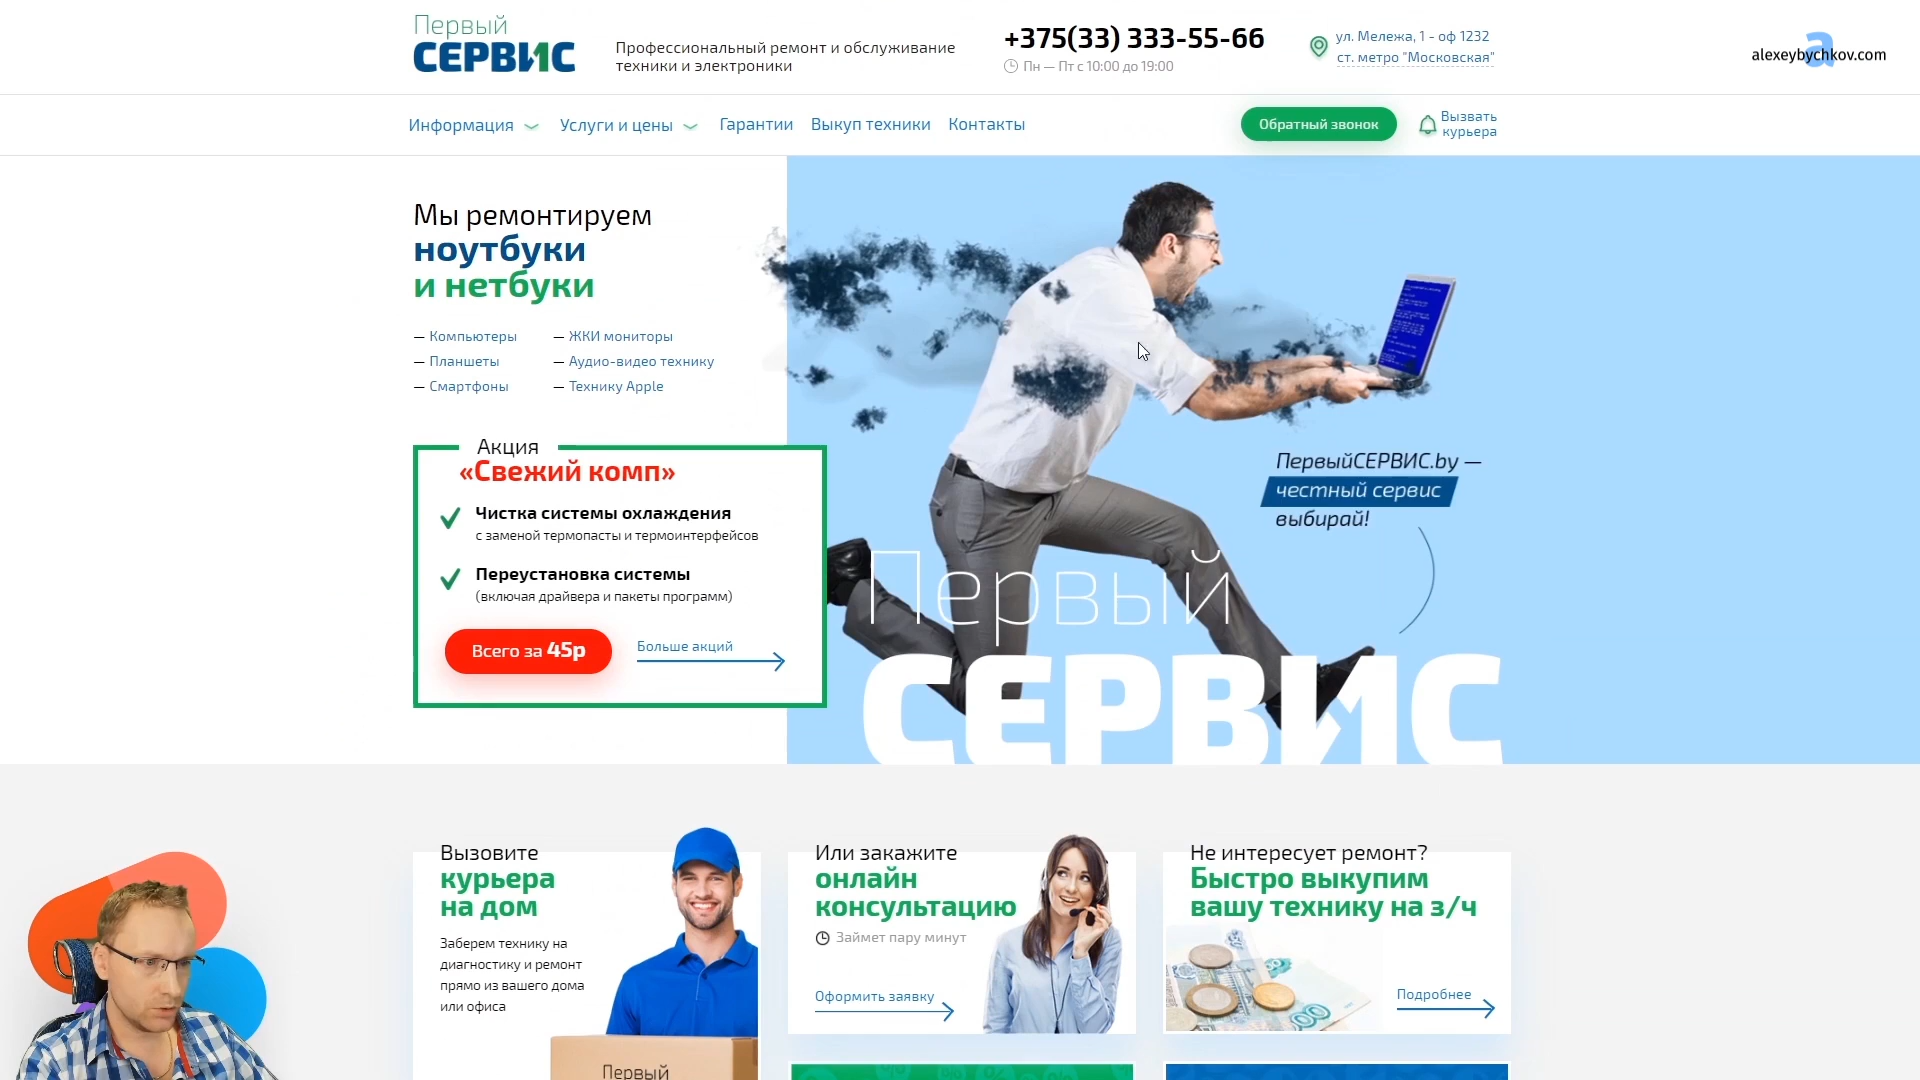 Первый
СЕРВИС
Профессиональный ремонт и обслуживание
техники и электроники
+375(33) 333-55-66
Пн — Пт с 10:00 до 19:00
ул. Мележа, 1 - оф 1232
ст. метро "Московская"
a
alexeybychkov.com
Информация
Услуги и цены
Гарантии
Выкуп техники
Контакты
Обратный звонок
Вызвать
курьера
Мы ремонтируем
ноутбуки
и нетбуки
— Компьютеры
— Планшеты
— Смартфоны
— ЖКИ мониторы
— Аудио-видео технику
— Технику Apple
Акция
«Свежий комп»
Чистка системы охлаждения
с заменой термопасты и термоинтерфейсов
Переустановка системы
(включая драйвера и пакеты программ)
Всего за 45р
Больше акций
ПервыйСЕРВИС.by —
честный сервис
выбирай!
Первый
СЕРВИС
Вызовите
курьера
на дом
Заберем технику на
диагностику и ремонт
прямо из вашего дома
или офиса
Первый
Или закажите
онлайн
консультацию
Займет пару минут
Оформить заявку
Не интересует ремонт?
Быстро выкупим
вашу технику на з/ч
Подробнее